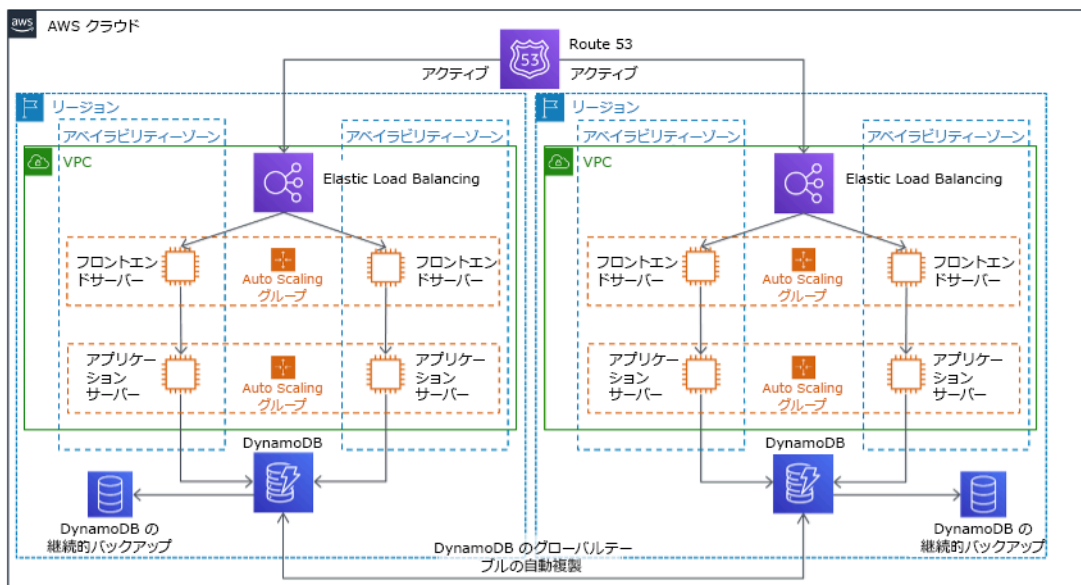 aws
AWS クラウド
Route 53
53
アクティブ
アクティブ
リージョン
アベイラビリティーゾーン
アベイラビリティーゾーン
VPC
Elastic Load Balancing
フロントエン
ドサーバー
Auto Scaling
グループ
フロントエン
ドサーバー
アプリケー
ション
サーバー
Auto Scaling
グループ
アプリケー
ション
サーバー
DynamoDB
DynamoDB の
継続的バックアップ
リージョン
アベイラビリティーゾーン
アベイラビリティーゾーン
VPC
Elastic Load Balancing
フロントエン
ドサーバー
Auto Scaling
グループ
フロントエン
ドサーバー
アプリケー
ション
サーバー
Auto Scaling
グループ
アプリケー
ション
サーバー
DynamoDB
DynamoDB の
継続的バックアップ
DynamoDB のグローバルテー
ブルの自動複製